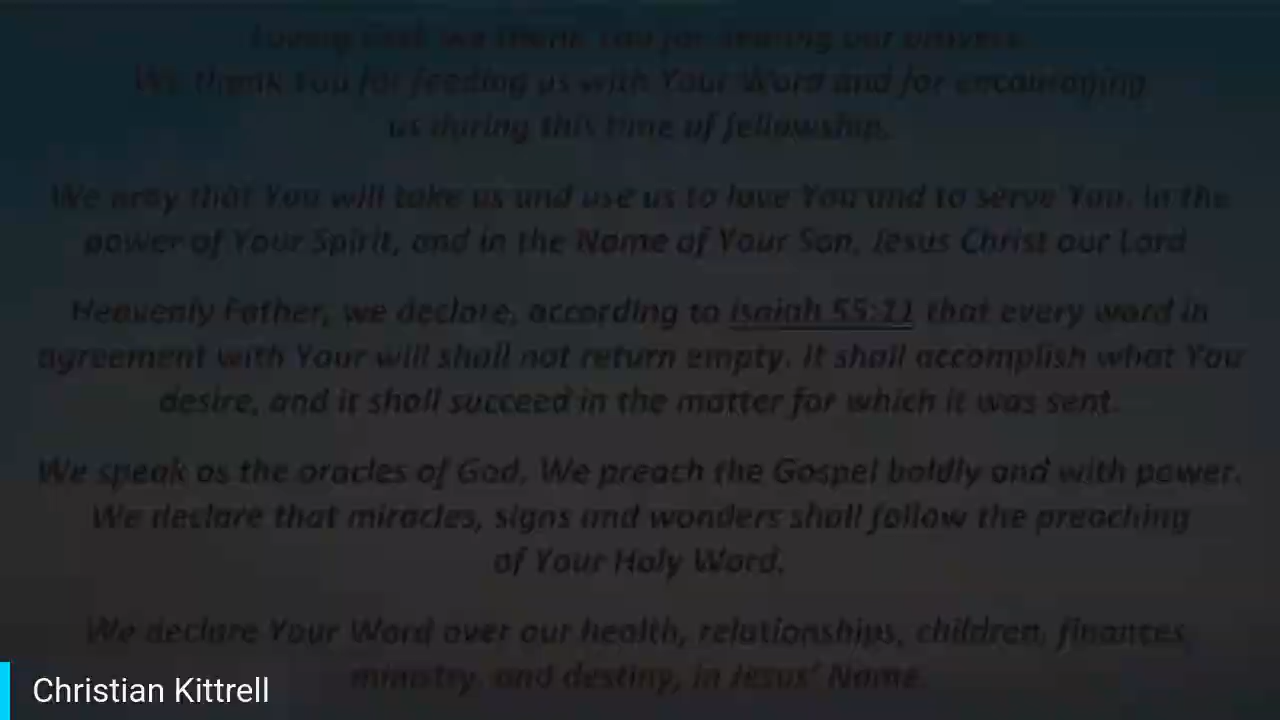 Loving God, we thank You for hearing our prayers.
We thank You for feeding us with Your Word and for encouraging
us during this time of fellowship.
We pray that You will take us and use us to love You and to serve You, in the
power of Your Spirit, and in the Name of Your Son, Jesus Christ our Lord
Heavenly Father, we declare, according to Isaiah 55:11 that every word in
agreement with Your will shall not return empty. It shall accomplish what You
desire, and it shall succeed in the matter for which it was sent.
We speak as the oracles of God. We preach the Gospel boldly and with power.
We declare that miracles, signs and wonders shall follow the preaching
of Your Holy Word.
We declare Your Word over our health, relationships, children, finances,
ministry, and destiny, in Jesus' Name.
Christian Kittrell